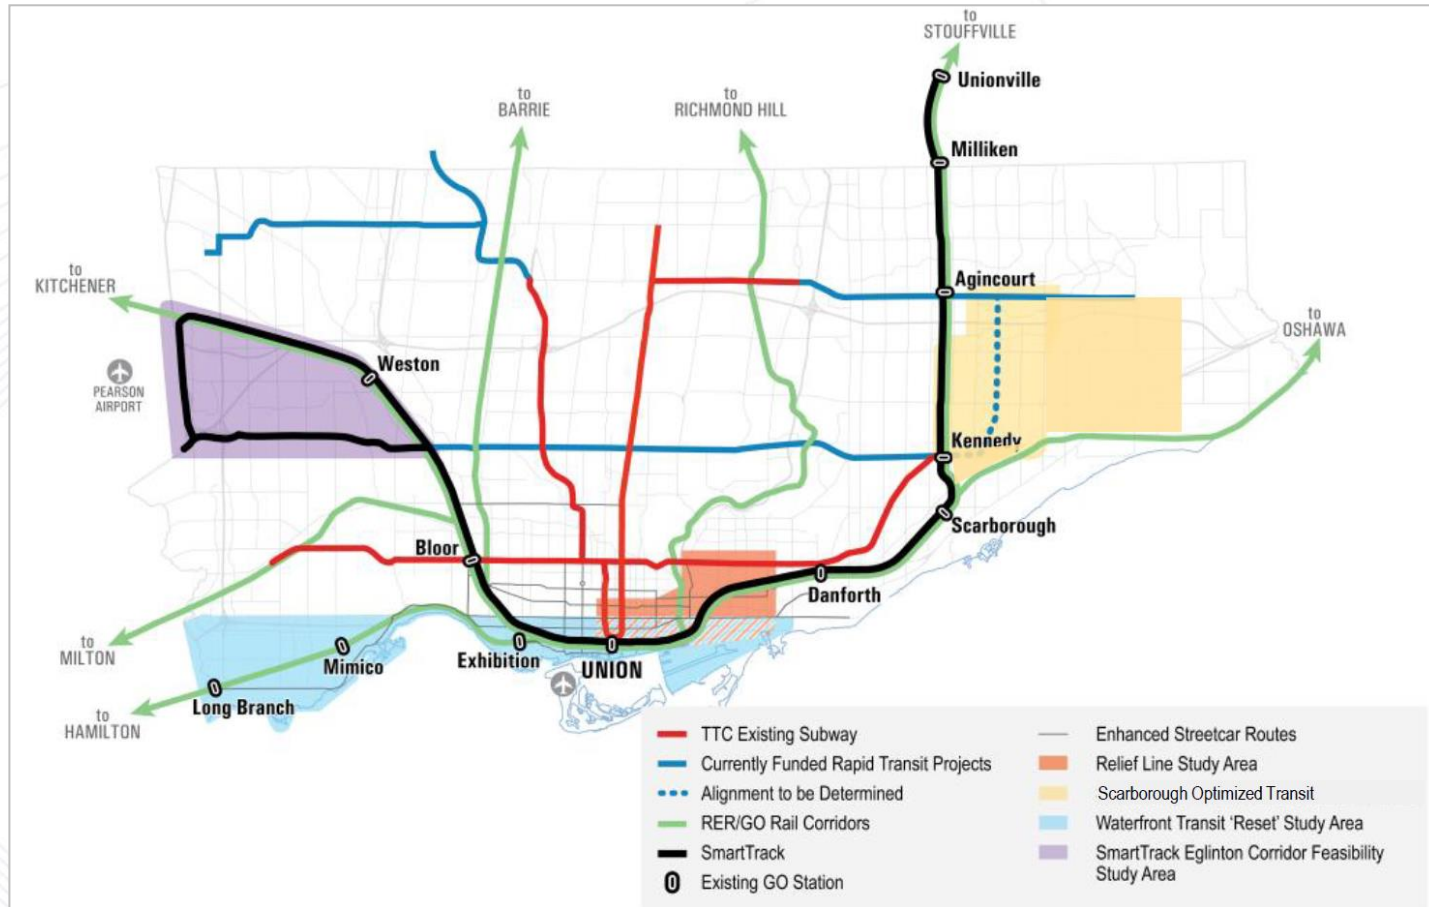 to
STOUFFVILLE
Unionville
to
BARRIE
to
RICHMOND HILL
Milliken
to
KITCHENER
Agincourt
to
OSHAWA
Weston
PEARSON
AIRPORT
Kennedy
Scarborough
Bloor
Danforth
to
MILTON
Mimico
Exhibition
UNION
Long Branch
to
HAMILTON
TTC Existing Subway
Currently Funded Rapid Transit Projects
Alignment to be Determined
RER/GO Rail Corridors
SmartTrack
Existing GO Station
Enhanced Streetcar Routes
Relief Line Study Area
Scarborough Optimized Transit
Waterfront Transit ‘Reset’ Study Area
SmartTrack Eglinton Corridor Feasibility
Study Area